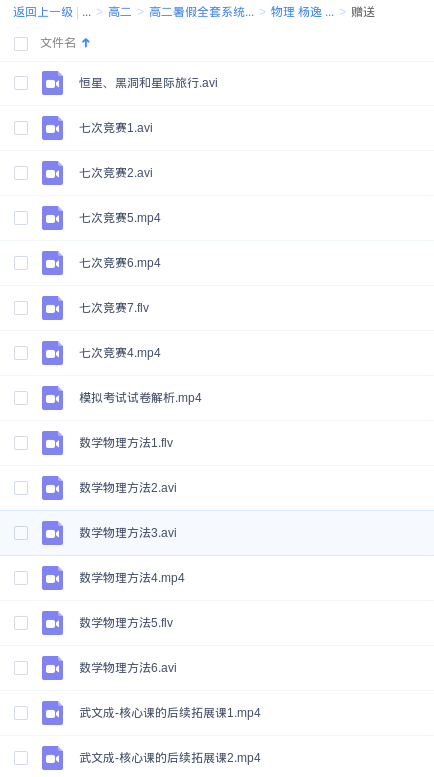 返回上一级 | ... > 高二 > 高二暑假全套系统... > 物理 杨逸 ... > 赠送
文件名
恒星、黑洞和星际旅行.avi
七次竞赛1.avi
七次竞赛2.avi
七次竞赛5.mp4
七次竞赛6.mp4
七次竞赛7.flv
七次竞赛4.mp4
模拟考试试卷解析.mp4
数学物理方法1.flv
数学物理方法2.avi
数学物理方法3.avi
数学物理方法4.mp4
数学物理方法5.flv
数学物理方法6.avi
武文成-核心课的后续拓展课1.mp4
武文成-核心课的后续拓展课2.mp4